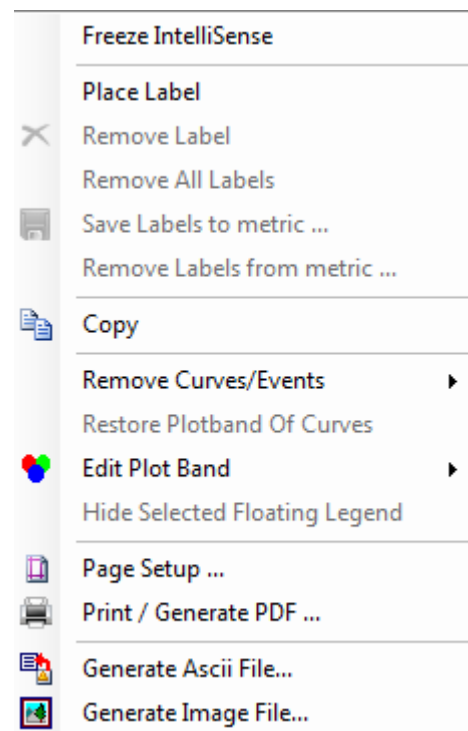 Freeze IntelliSense
Place Label
Remove Label
Remove All Labels
Save Labels to metric ...
Remove Labels from metric ...
Copy
Remove Curves/Events
Restore Plotband Of Curves
Edit Plot Band
Hide Selected Floating Legend
Page Setup ...
Print / Generate PDF ...
Generate Ascii File...
Generate Image File...